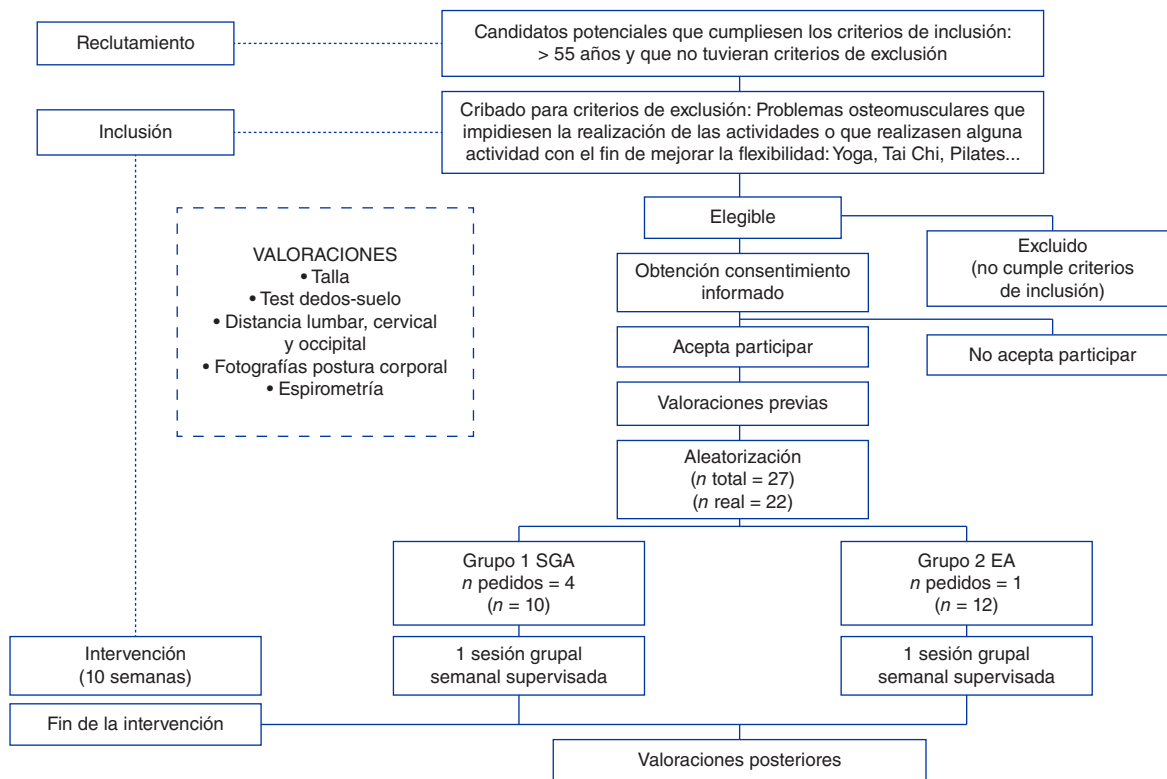 Reclutamiento
Candidatos potenciales que cumpliesen los criterios de inclusión:
> 55 años y que no tuvieran criterios de exclusión
Inclusión
Cribado para criterios de exclusión: Problemas osteomusculares que
impidiesen la realización de las actividades o que realizasen alguna
actividad con el fin de mejorar la flexibilidad: Yoga, Tai Chi, Pilates...
Elegible
Excluido
(no cumple criterios
de inclusión)
VALORACIONES
• Talla
• Test dedos-suelo
• Distancia lumbar, cervical
y occipital
• Fotografías postura corporal
• Espirometría
Obtención consentimiento
informado
Acepta participar
No acepta participar
Valoraciones previas
Aleatorización
(n total = 27)
(n real = 22)
Grupo 1 SGA
n pedidos = 4
(n = 10)
Grupo 2 EA
n pedidos = 1
(n = 12)
Intervención
(10 semanas)
1 sesión grupal
semanal supervisada
1 sesión grupal
semanal supervisada
Fin de la intervención
Valoraciones posteriores